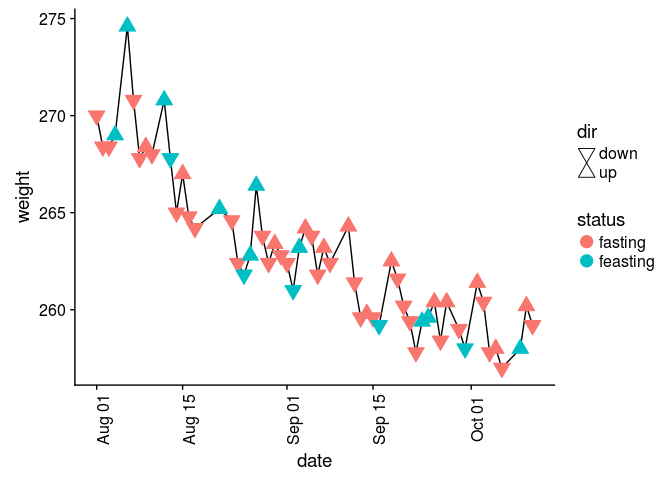 275
270
265
260
weight
Aug 01
Aug 15
Sep 01
Sep 15
Oct 01
date
dir
down
up
status
fasting
feasting